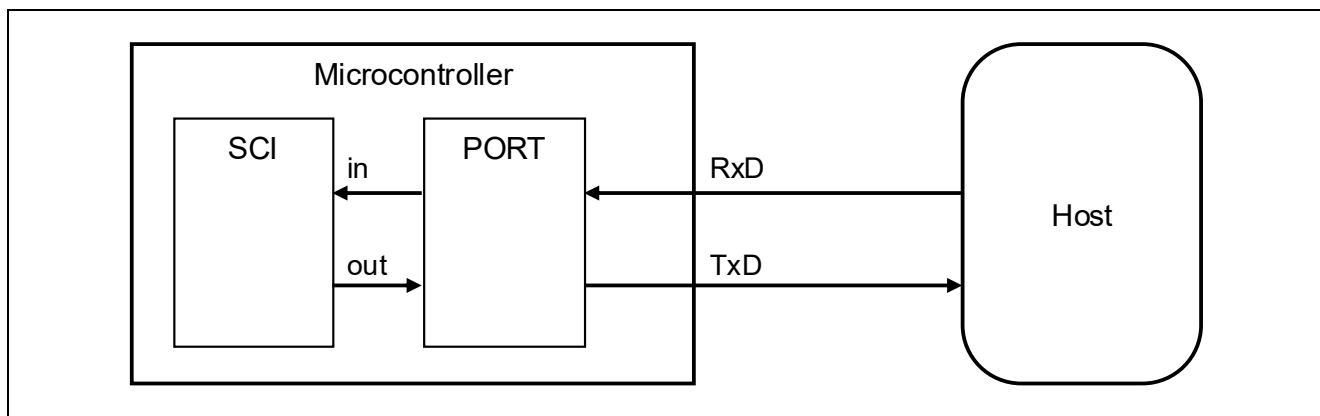 Microcontroller
SCI
in
out
PORT
RxD
TxD
Host